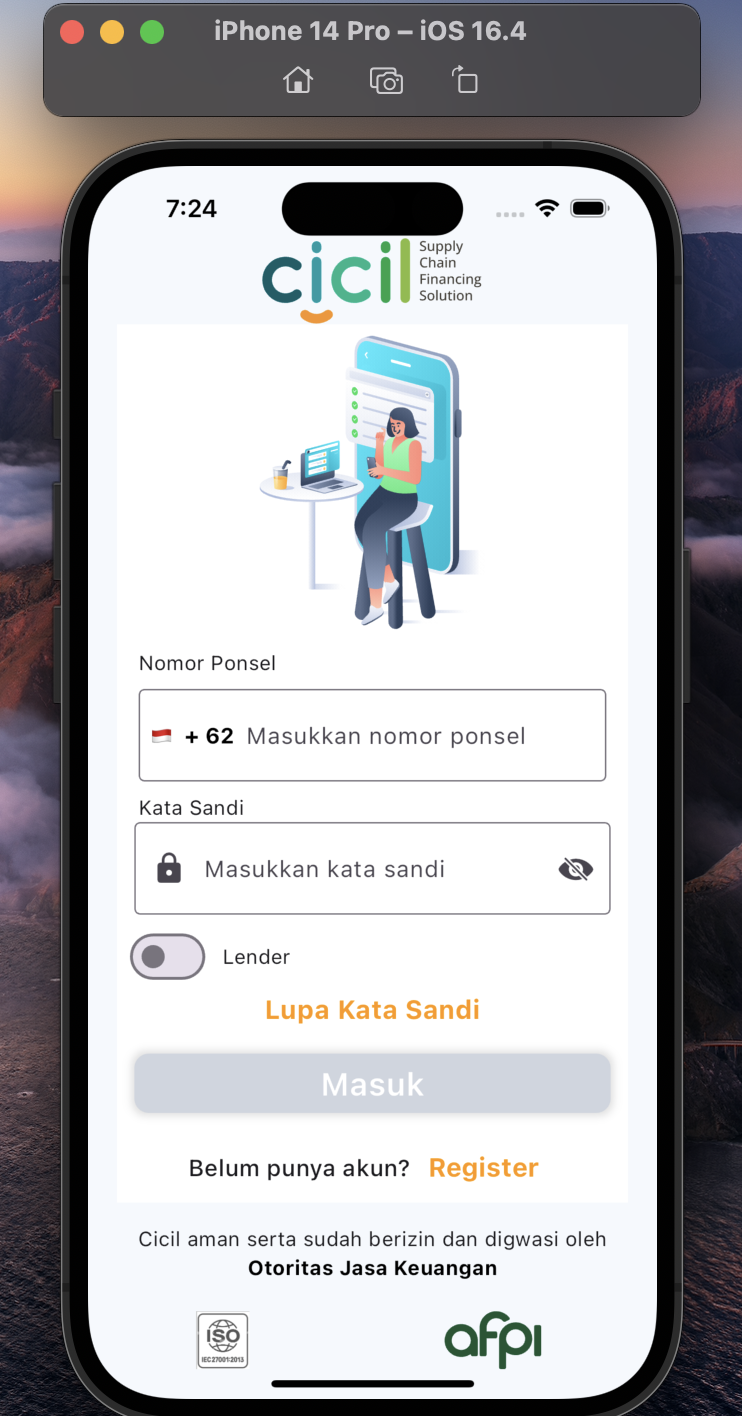 iPhone 14 Pro – iOS 16.4
7:24
cicil
Supply
Chain
Financing
Solution
Nomor Ponsel
+ 62 Masukkan nomor ponsel
Kata Sandi
Masukkan kata sandi
Lender
Lupa Kata Sandi
Masuk
Belum punya akun? Register
Cicil aman serta sudah berizin dan digwasi oleh
Otoritas Jasa Keuangan
ISO
IEC27001:2013
afpi